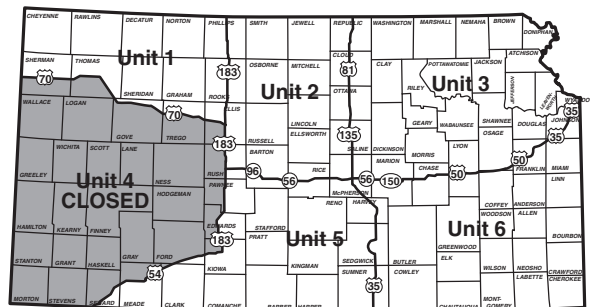 CHEYENNE RAWLINS DECATUR NORTON PHILLIPS SMITH JEWELL REPUBLIC WASHINGTON MARSHALL NEMAHA BROWN
DONIPHAN
SHERMAN THOMAS Unit 1 CLOUD ATCHISON
70 SHERIDAN GRAHAM ROOKS 183 OSBORNE MITCHELL 81 CLAY POTTAWATOMIE JACKSON
Unit 2 Unit 3 JEFFERSON
WALLACE LOGAN 70 ELLIS OTTAWA RILEY
GOVE TREGO LINCOLN GEARY WABAUNSEE SHAWNEE DOUGLAS JOHNSON 35
183 RUSSELL ELLSWORTH 135 SALINE DICKINSON OSAGE 35
WICHITA SCOTT LANE BARTON MORRIS LYON 50
GREELEY NESS RUSH 96 RICE MARION CHASE FRANKLIN MIAMI
Unit 4 PAWNEE 56 56 150 50 LINN
CLOSED HODGEMAN McPHERSON
RENO HARVEY COFFEY ANDERSON
HAMILTON KEARNY FINNEY EDWARDS STAFFORD Unit 5 Unit 6 WOODSON ALLEN
183 PRATT GREENWOOD BOURBON
STANTON GRANT HASKELL GRAY FORD KIOWA KINGMAN SEDGWICK BUTLER ELK WILSON NEOSHO CRAWFORD
54 SUMNER COWLEY LABETTE CHEROKEE
MORTON STEVENS SEWARD MEADE CLARK COMANCHE BARBER HARPER 35 CHAUTAUQUA MONT-
GOMERY